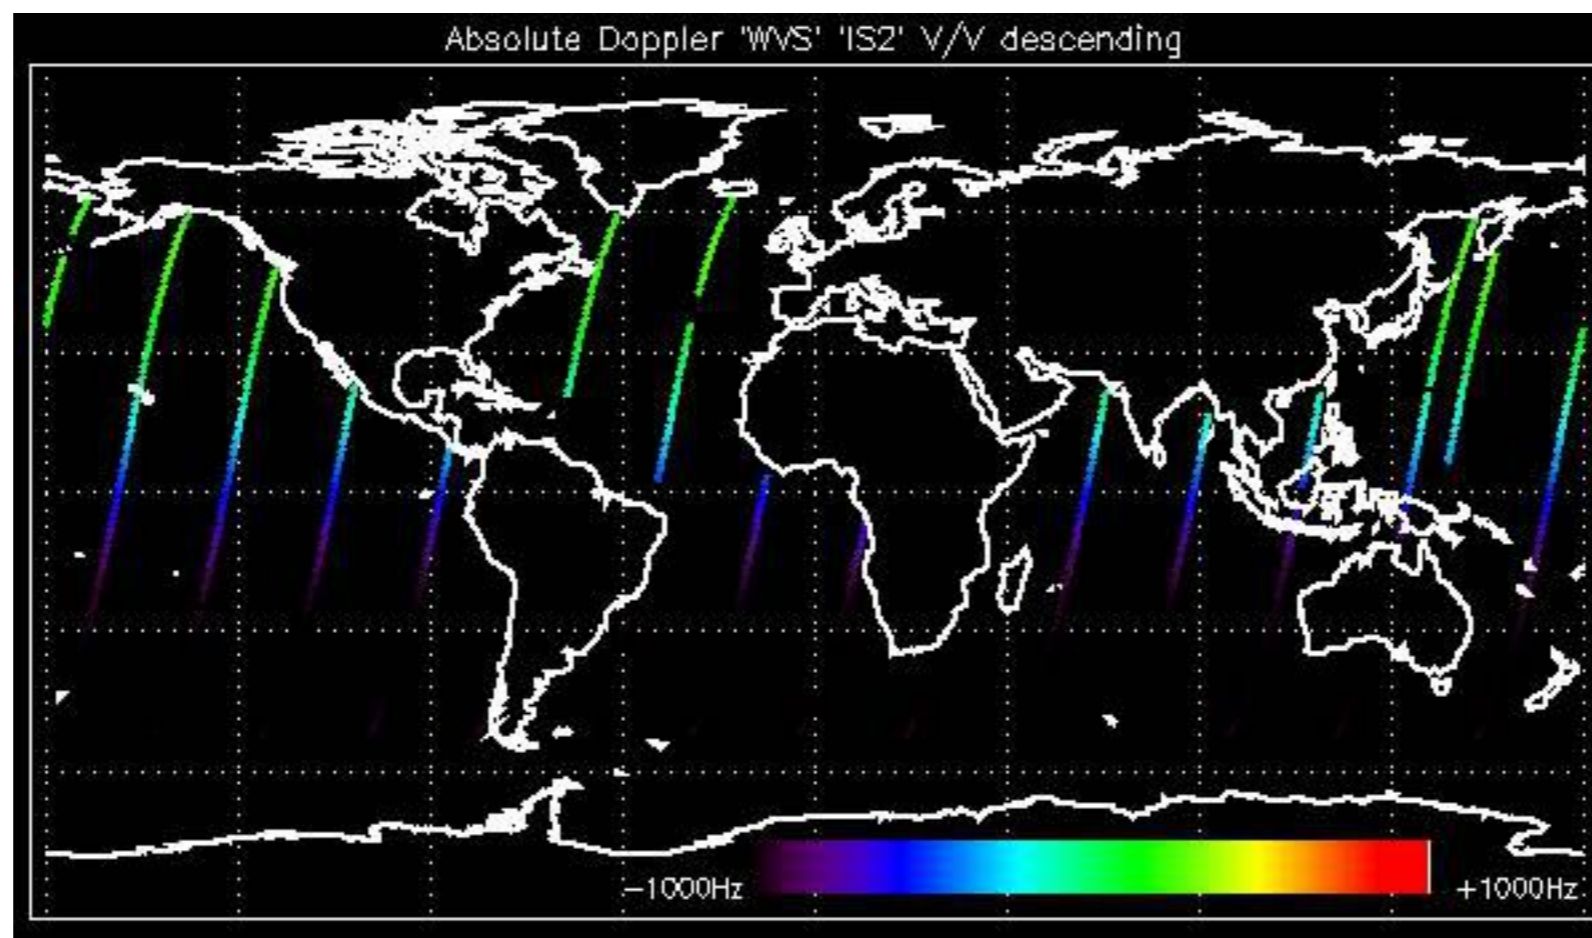 Absolute Doppler 'WVS' 'IS2' V/V descending
−1000Hz
+1000Hz